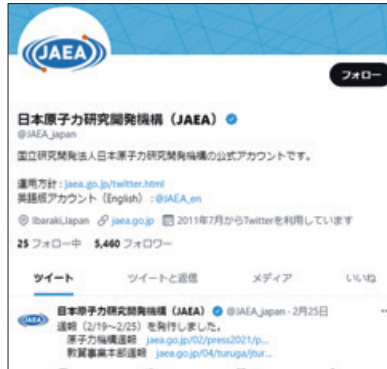 JAEA
フォロー
日本原子力研究開発機構（JAEA）
@JAEA_japan
国立研究開発法人日本原子力研究開発機構の公式アカウントです。
運用方針：jaea.go.jp/twitter.html
英語版アカウント（English）：@JAEA_en
Ibaraki,Japan jaea.go.jp 2011年7月からTwitterを利用しています
25 フォロー中 5,460 フォロワー
ツイート ツイートと返信 メディア いいね
JAEA 日本原子力研究開発機構（JAEA） @JAEA_japan · 2月25日 …
週報（2/19～2/25）を発行しました。
原子力機構週報 jaea.go.jp/02/press2021/p...
敦賀事業本部週報 jaea.go.jp/04/turuga/jtur...